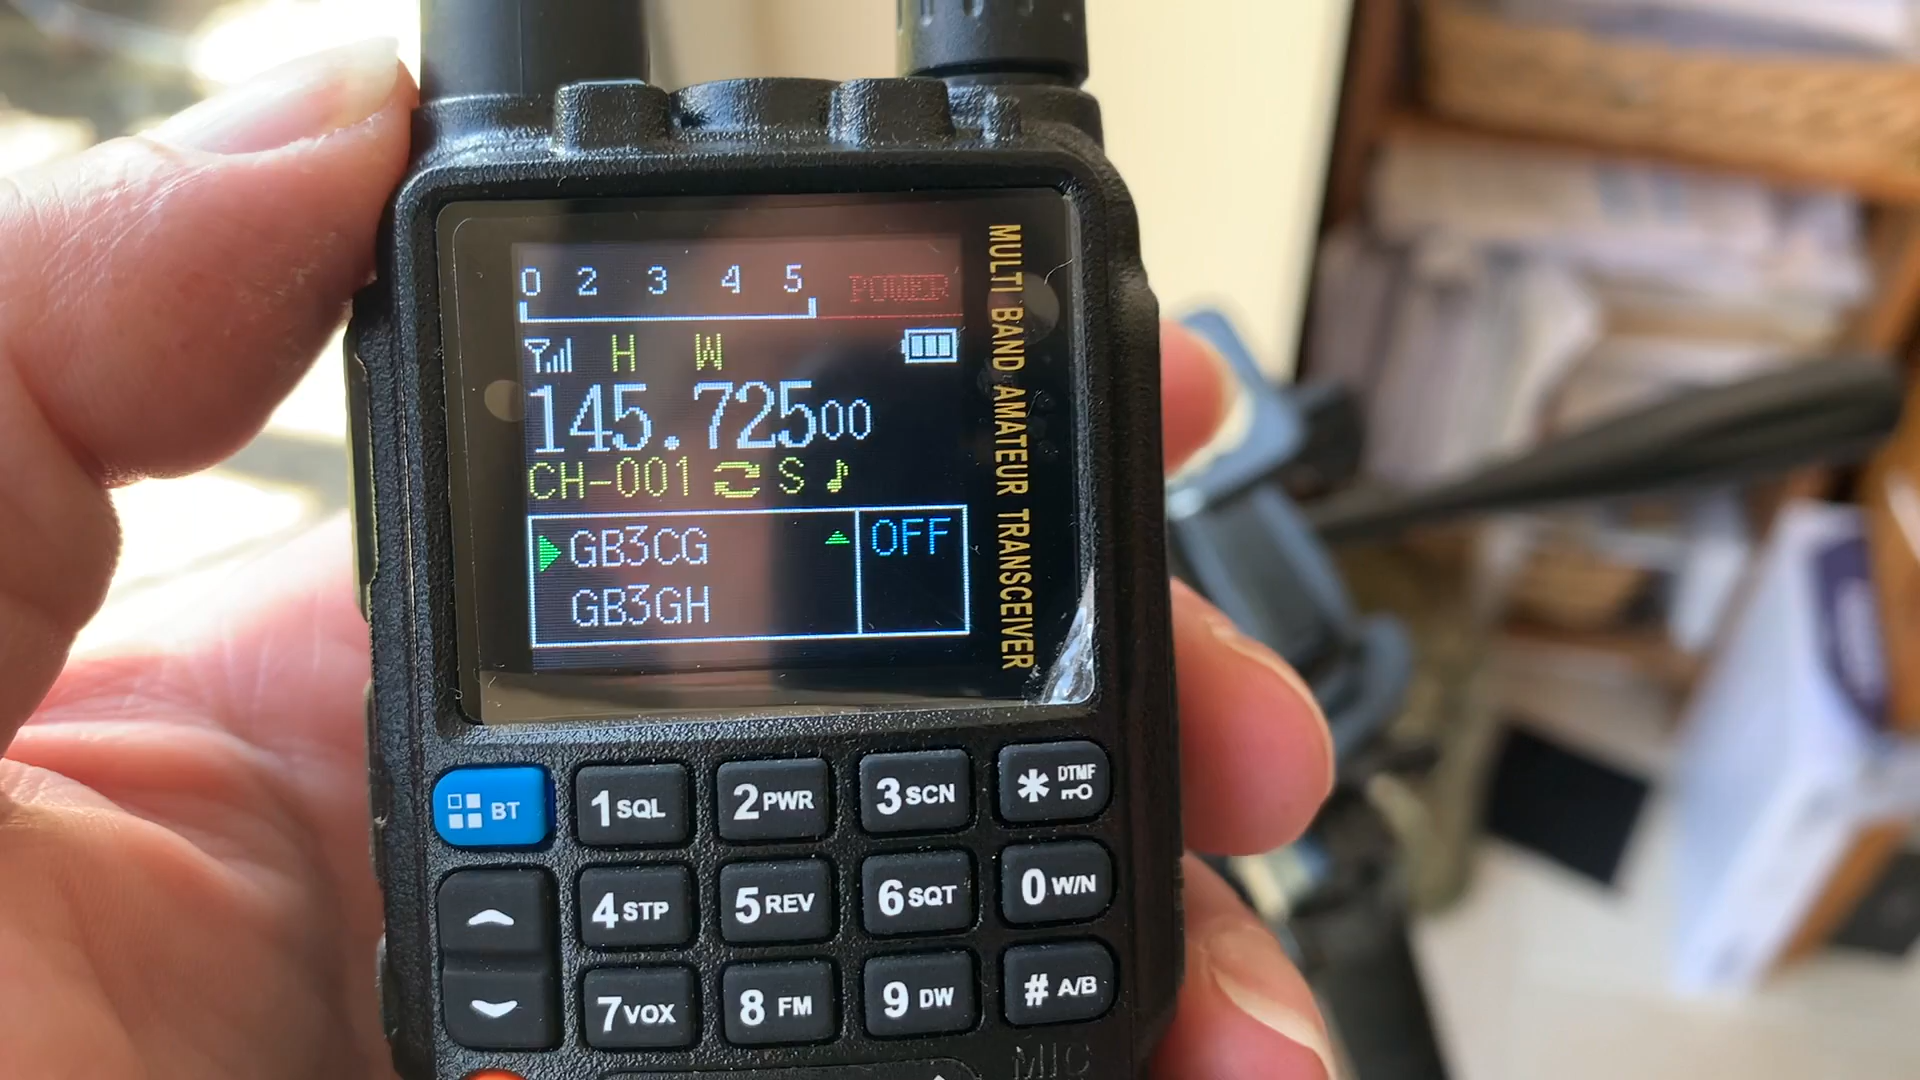 0 2 3 4 5 POWER
H W
145.72500
CH-001 S
GB3CG OFF
GB3GH
MULTI BAND AMATEUR TRANSCEIVER
BT 1 SQL 2 PWR 3 SCN * DTMF
4 STP 5 REV 6 SQT 0 W/N
7 VOX 8 FM 9 DW # A/B
MIC